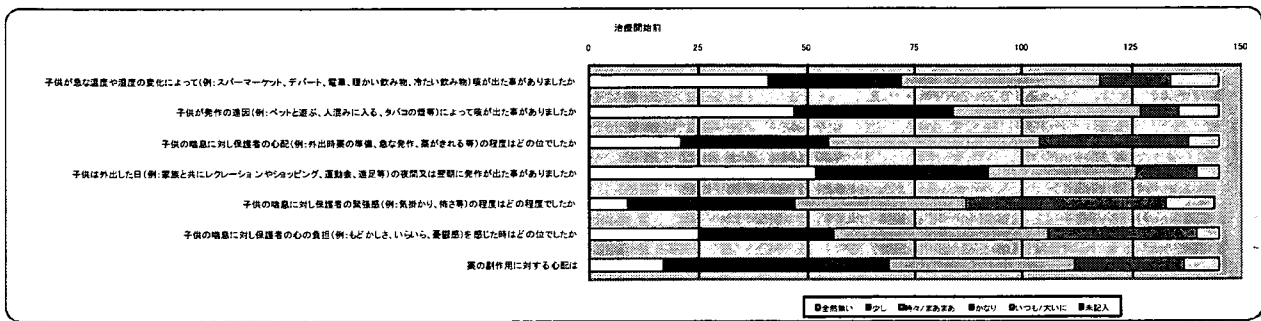 治療開始前
0 25 50 75 100 125 150
子供が急な温度や湿度の変化によって(例:スパーマーケット、デパート、電車、暖かい飲み物、冷たい飲み物)咳が出た事がありましたか
子供が発作の誘因(例:ペットと遊ぶ、人混みに入る、タバコの煙等)によって咳が出た事がありましたか
子供の喘息に対し保護者の心配(例:外出時薬の準備、急な発作、薬がきれる等)の程度はどの位でしたか
子供は外出した日(例:家族と共にレクレーションやショッピング、運動会、遠足等)の夜間又は翌朝に発作が出た事がありましたか
子供の喘息に対し保護者の緊張感(例:気掛かり、怖さ等)の程度はどの程度でしたか
子供の喘息に対し保護者の心の負担(例:もどかしさ、いらいら、憂鬱感)を感じた時はどの位でしたか
薬の副作用に対する心配は
全然無い 少し 時々/まあまあ かなり いつも/大いに 未記入